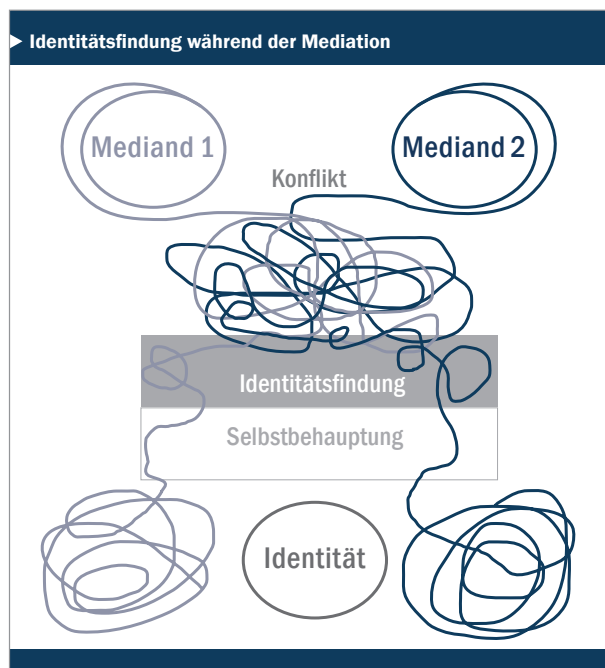 Identitätsfindung während der Mediation
Mediand 1
Mediand 2
Konflikt
Identitätsfindung
Selbstbehauptung
Identität